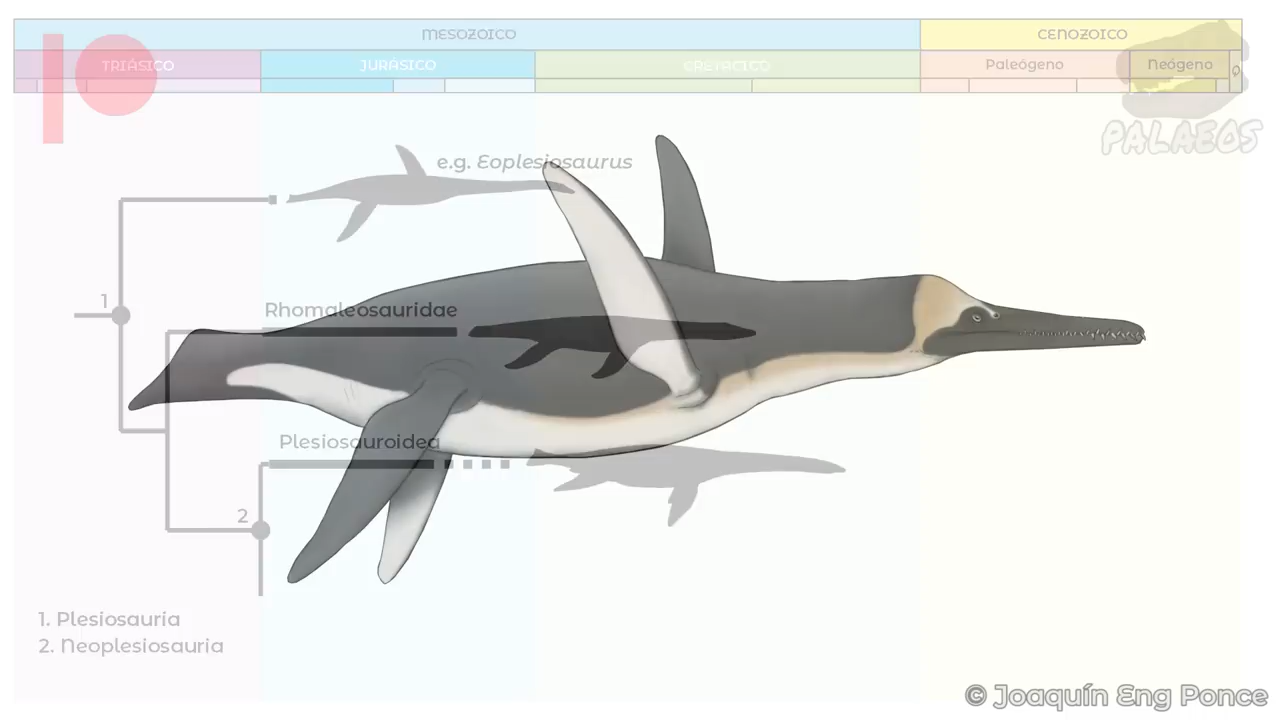 MESOZOICO
CENOZOICO
TRIÁSICO
JURÁSICO
CRETÁCICO
Paleógeno
Neógeno
Q
PALAEOS
e.g. Eoplesiosaurus
1
Rhomaleosauridae
Plesiosauroidea
2
1. Plesiosauria
2. Neoplesiosauria
© Joaquín Eng Ponce